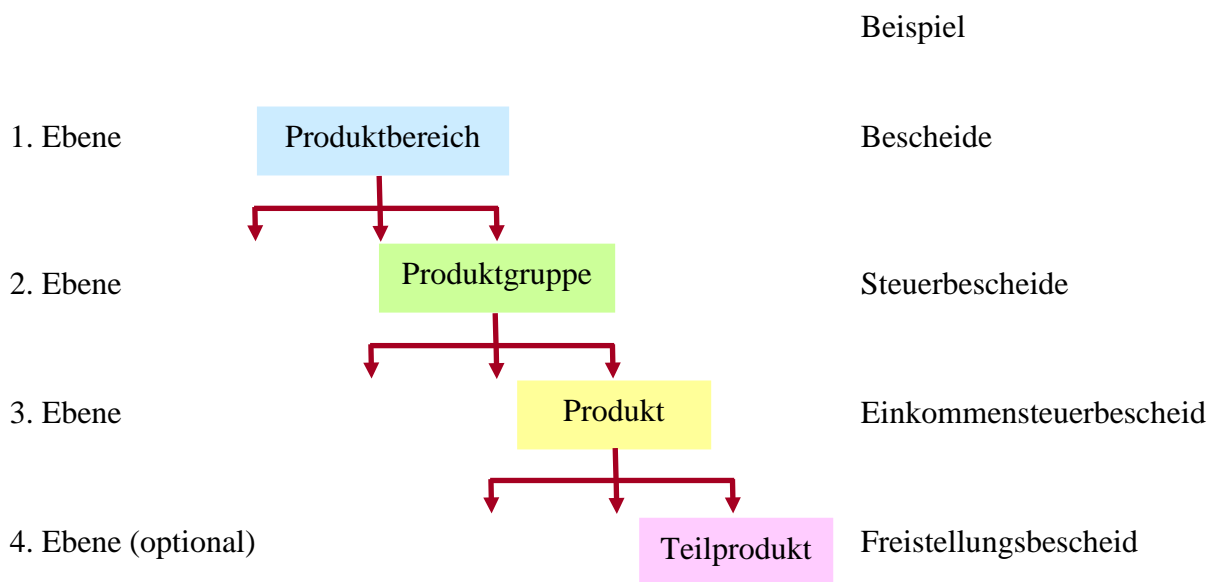 Beispiel
1. Ebene Produktbereich Bescheide
2. Ebene Produktgruppe Steuerbescheide
3. Ebene Produkt Einkommensteuerbescheid
4. Ebene (optional) Teilprodukt Freistellungsbescheid